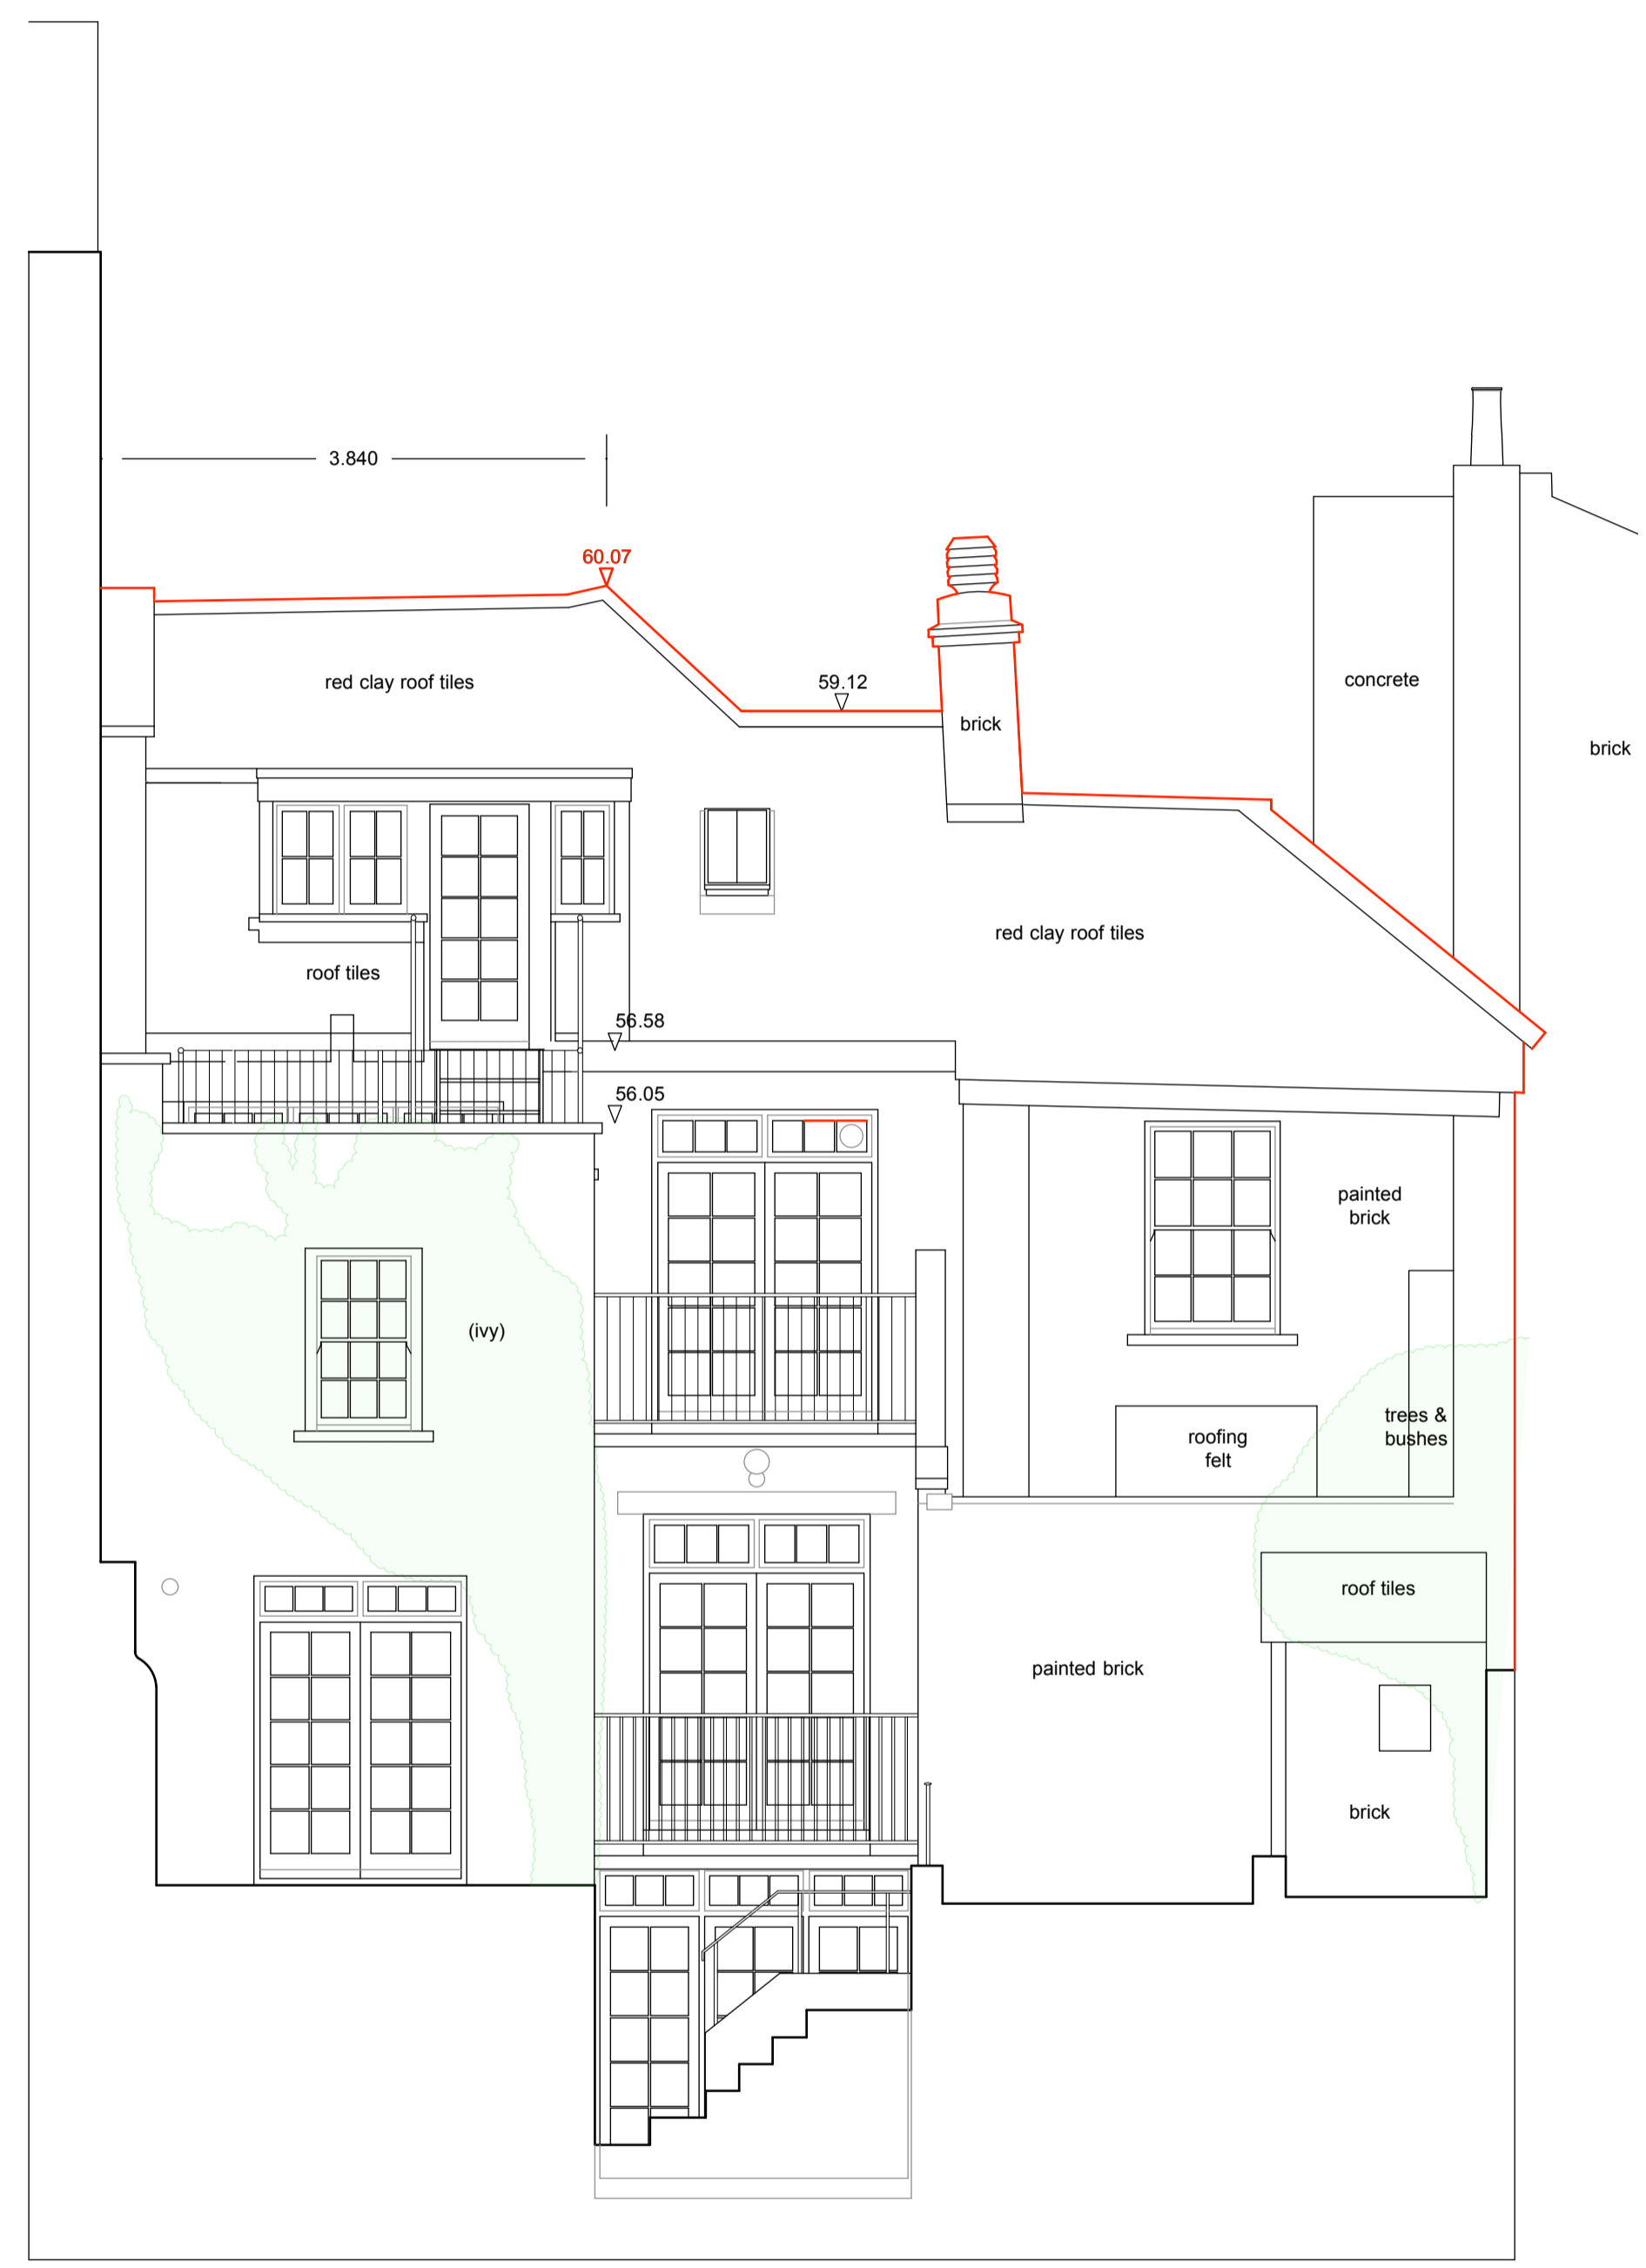 3.840
60.07
red clay roof tiles
59.12
brick
concrete
brick
red clay roof tiles
roof tiles
56.58
56.05
painted
brick
(ivy)
trees &
bushes
roofing
felt
roof tiles
painted brick
brick